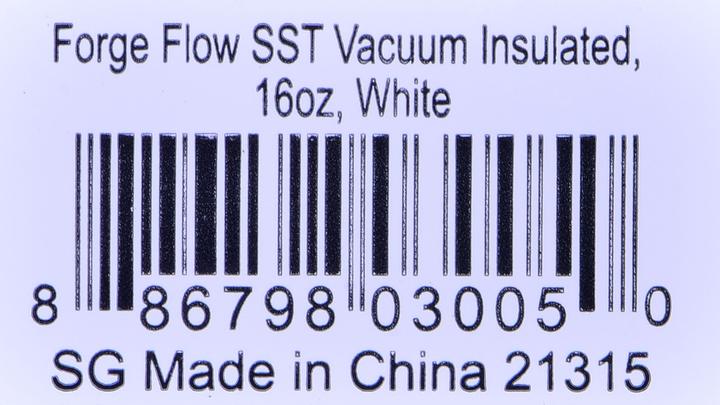 Forge Flow SST Vacuum Insulated,
16oz, White
8 86798 03005 0
SG Made in China 21315